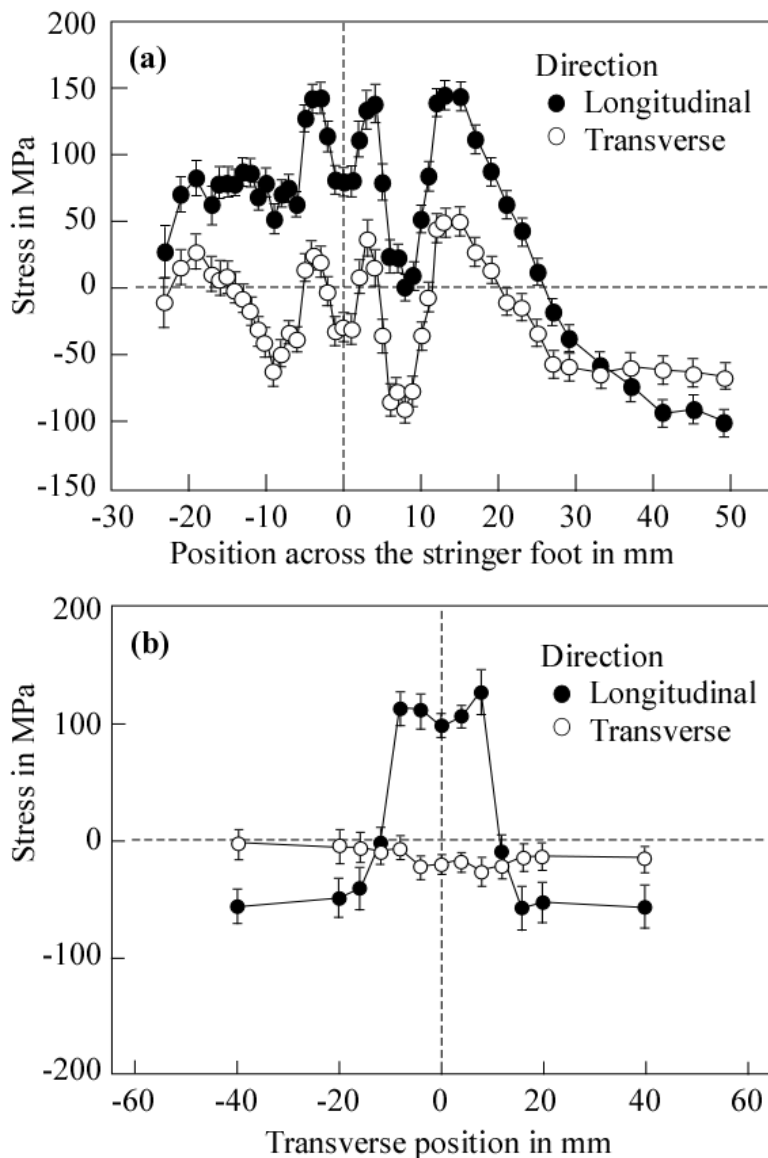 200
(a)
Direction
150
Longitudinal
Transverse
100
50
0
-50
-100
-150
Stress in MPa
-30 -20 -10 0 10 20 30 40 50
Position across the stringer foot in mm
200
(b)
Direction
Longitudinal
100
Transverse
0
-100
-200
Stress in MPa
-60 -40 -20 0 20 40 60
Transverse position in mm